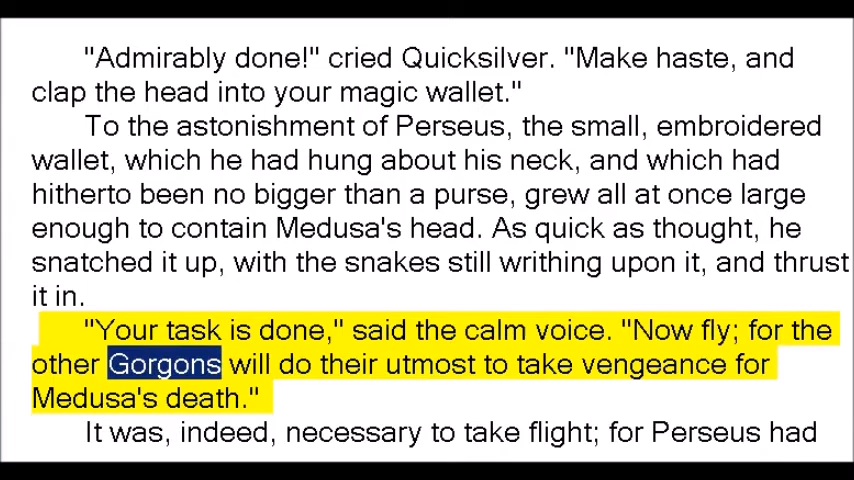 "Admirably done!" cried Quicksilver. "Make haste, and
clap the head into your magic wallet."
To the astonishment of Perseus, the small, embroidered
wallet, which he had hung about his neck, and which had
hitherto been no bigger than a purse, grew all at once large
enough to contain Medusa's head. As quick as thought, he
snatched it up, with the snakes still writhing upon it, and thrust
it in.
"Your task is done," said the calm voice. "Now fly; for the
other Gorgons will do their utmost to take vengeance for
Medusa's death."
It was, indeed, necessary to take flight; for Perseus had